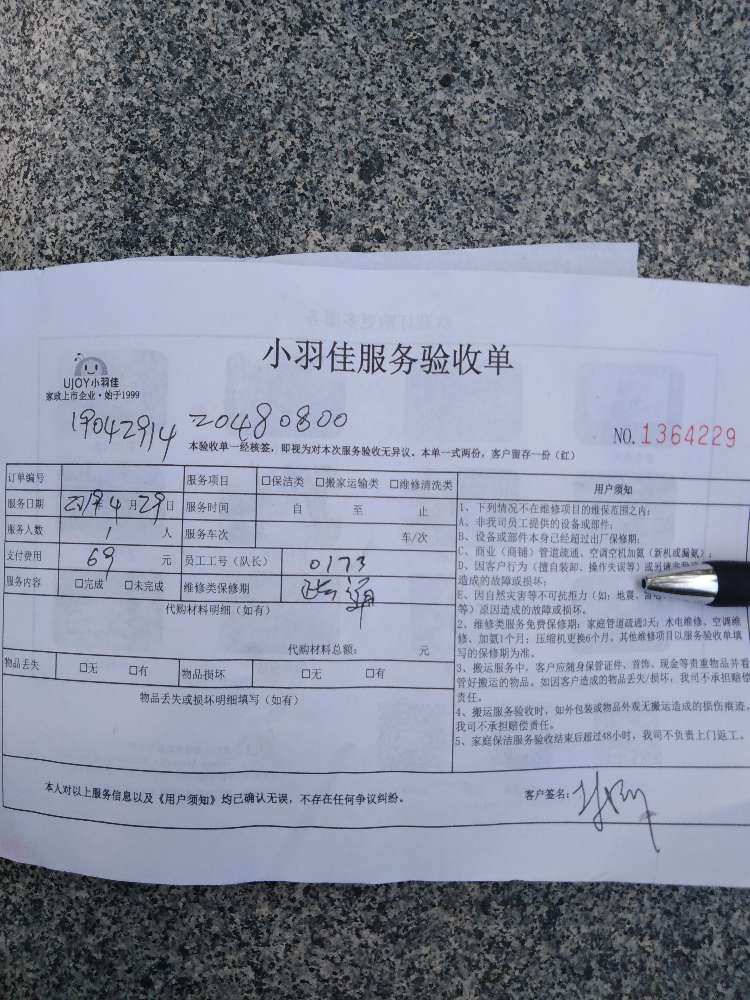 小羽佳服务验收单
UJOY小羽佳
家政上市企业·始于1999
19042914 20480800
NO.1364229
本验收单一经核签，即视为对本次服务验收无异议。本单一式两份，客户留存一份（红）
订单编号 服务项目 □保洁类 □搬家运输类 □维修清洗类
服务日期 4月29日 服务时间 自 至 止
服务人数 1 人 服务车次 车/次
支付费用 69 元 员工工号（队长） 0173
服务内容 □完成 □未完成 维修类保修期
代购材料明细（如有）
代购材料总额： 元
物品丢失 □无 □有 物品损坏 □无 □有
物品丢失或损坏明细填写（如有）
用户须知
1、下列情况不在维修项目的维保范围之内：
A、非我司员工提供的设备或部件；
B、设备或部件本身已经超过出厂保修期；
C、商业（商铺）管道疏通、空调空机加氨（新机或漏氨）；
D、因客户行为（擅自装卸、操作失误等）或另请非我
造成的故障或损坏；
E、因自然灾害等不可抗拒力（如：地震、雷电
等）原因造成的故障或损坏。
2、维修类服务免费保修期：家庭管道疏通3天；水电维修、空调维
修、加氨1个月；压缩机更换6个月，其他维修项目以服务验收单填
写的保修期为准。
3、搬运服务中，客户应随身保管证件、首饰、现金等贵重物品并看
管好搬运的物品。如因客户造成的物品丢失/损坏，我司不承担赔偿
责任。
4、搬运服务验收时，如外包装或物品外观无搬运造成的损伤痕迹，
我司不承担赔偿责任。
5、家庭保洁服务验收结束后超过48小时，我司不负责上门返工。
本人对以上服务信息以及《用户须知》均已确认无误，不存在任何争议纠纷。
客户签名：